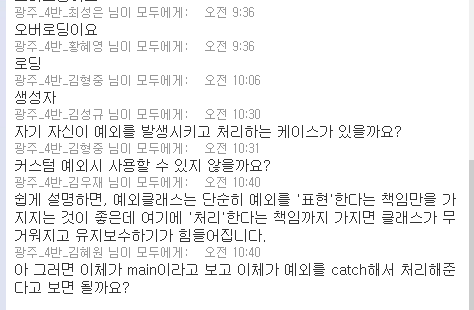 광주_4반_최성은 님이 모두에게: 오전 9:36
오버로딩이요
광주_4반_황혜영 님이 모두에게: 오전 9:36
로딩
광주_4반_김형중 님이 모두에게: 오전 10:06
생성자
광주_4반_김성규 님이 모두에게: 오전 10:30
자기 자신이 예외를 발생시키고 처리하는 케이스가 있을까요?
광주_4반_김형중 님이 모두에게: 오전 10:31
커스텀 예외시 사용할 수 있지 않을까요?
광주_4반_김우재 님이 모두에게: 오전 10:40
쉽게 설명하면, 예외클래스는 단순히 예외를 '표현'한다는 책임만을 가
지지는 것이 좋은데 여기에 '처리'한다는 책임까지 가지면 클래스가 무
거워지고 유지보수하기가 힘들어집니다.
광주_4반_김혜원 님이 모두에게: 오전 10:40
아 그러면 이체가 main이라고 보고 이체가 예외를 catch해서 처리해준
다고 보면 될까요?